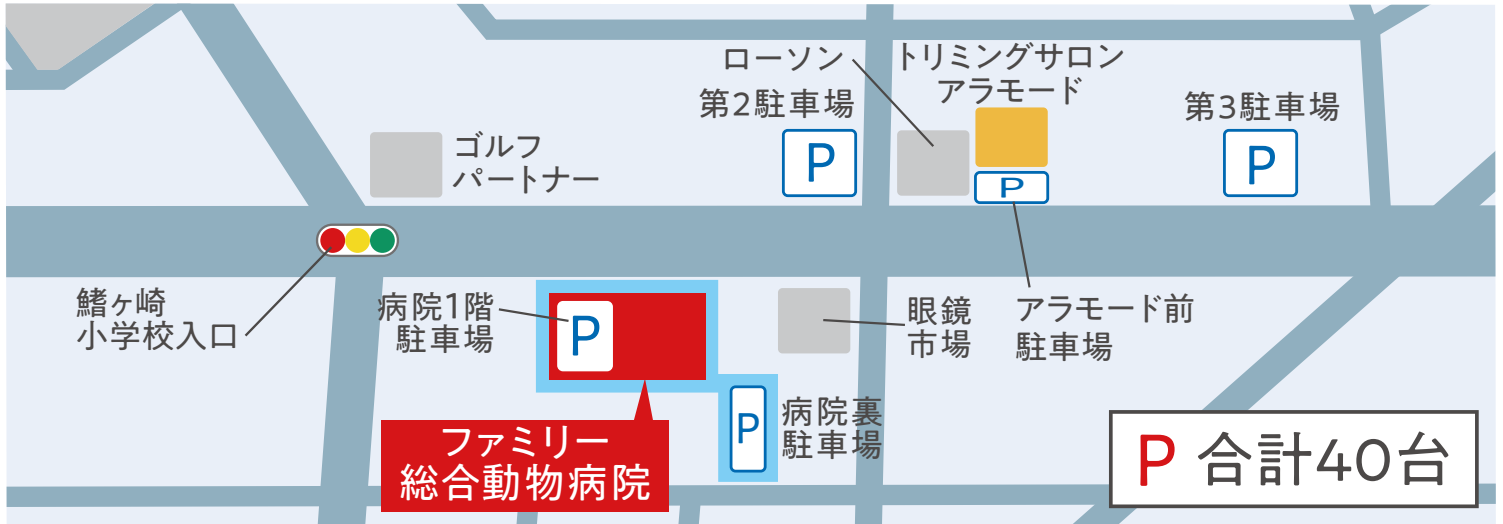 ローソン
トリミングサロン
アラモード
第2駐車場
P
P
第3駐車場
P
ゴルフ
パートナー
鰭ヶ崎
小学校入口
病院1階
駐車場
P
眼鏡
市場
アラモード前
駐車場
P
病院裏
駐車場
ファミリー
総合動物病院
P 合計40台